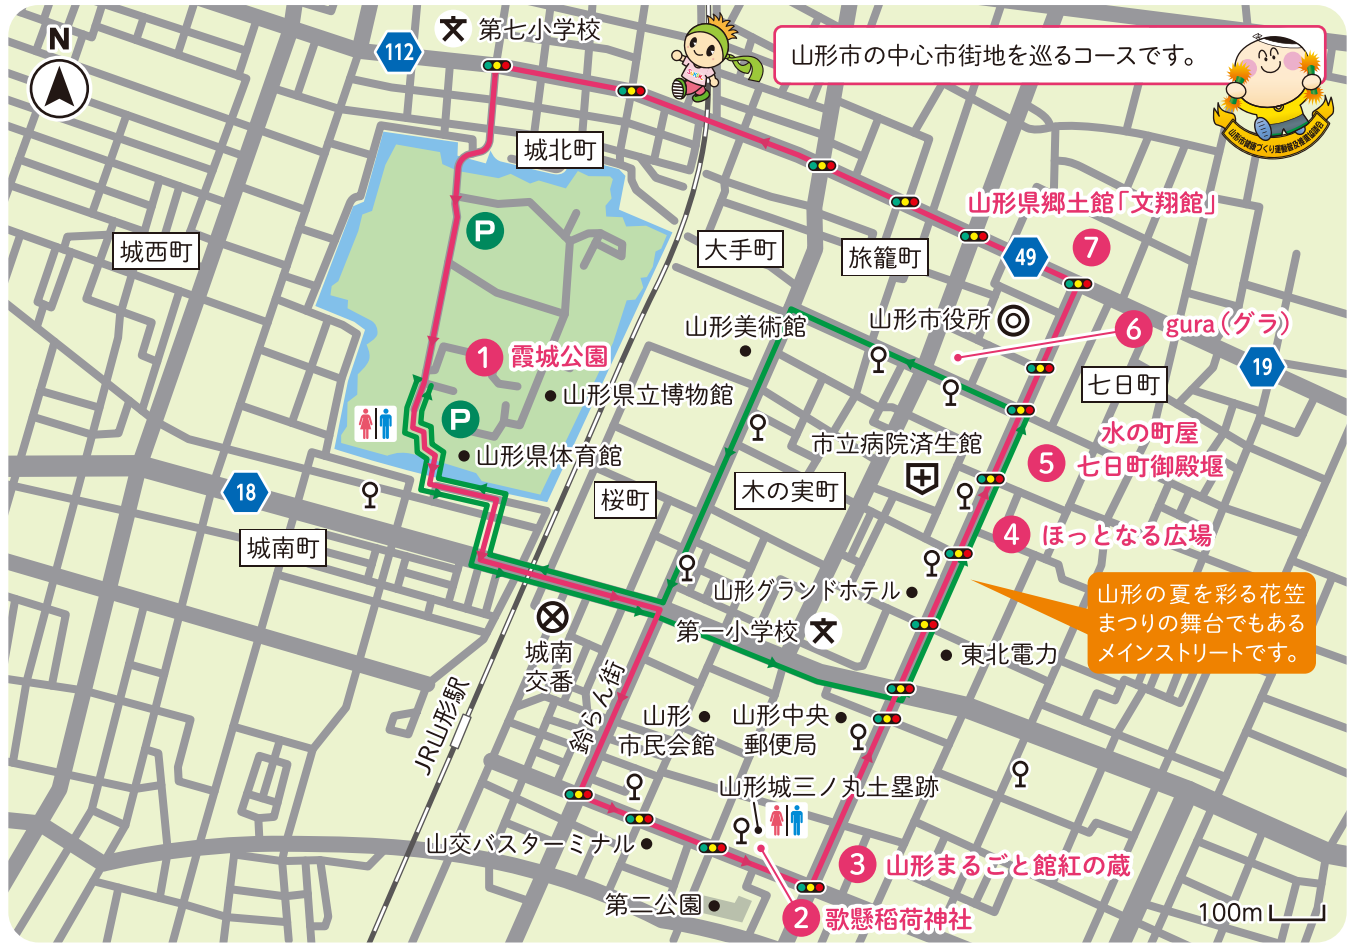 N
112
文 第七小学校
山形市の中心市街地を巡るコースです。
城北町
P
山形県郷土館「文翔館」
7
城西町
大手町
旅籠町
49
山形美術館
山形市役所
6 gura(グラ)
1 霞城公園
19
七日町
山形県立博物館
P
水の町屋
5 七日町御殿堰
市立病院済生館
山形県体育館
18
桜町
木の実町
4 ほっとなる広場
城南町
山形グランドホテル
山形の夏を彩る花笠
まつりの舞台でもある
メインストリートです。
第一小学校 文
城南
交番
東北電力
鈴らん街
JR山形駅
山形
市民会館
山形中央
郵便局
山形城三ノ丸土塁跡
山交バスターミナル
3 山形まるごと館紅の蔵
第二公園
2 歌懸稲荷神社
100m